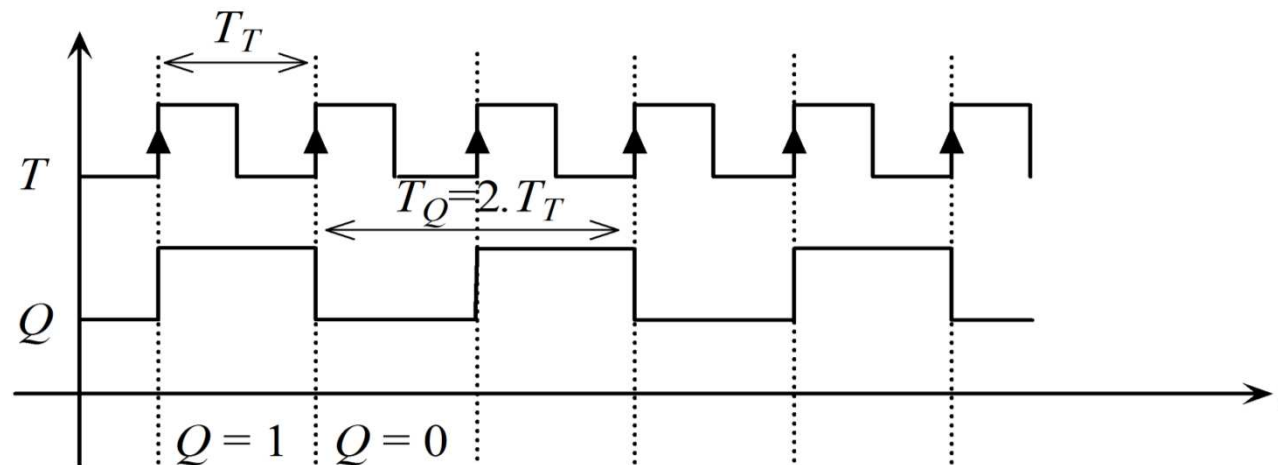 T_T
T
T_Q=2.T_T
Q
Q = 1 Q = 0